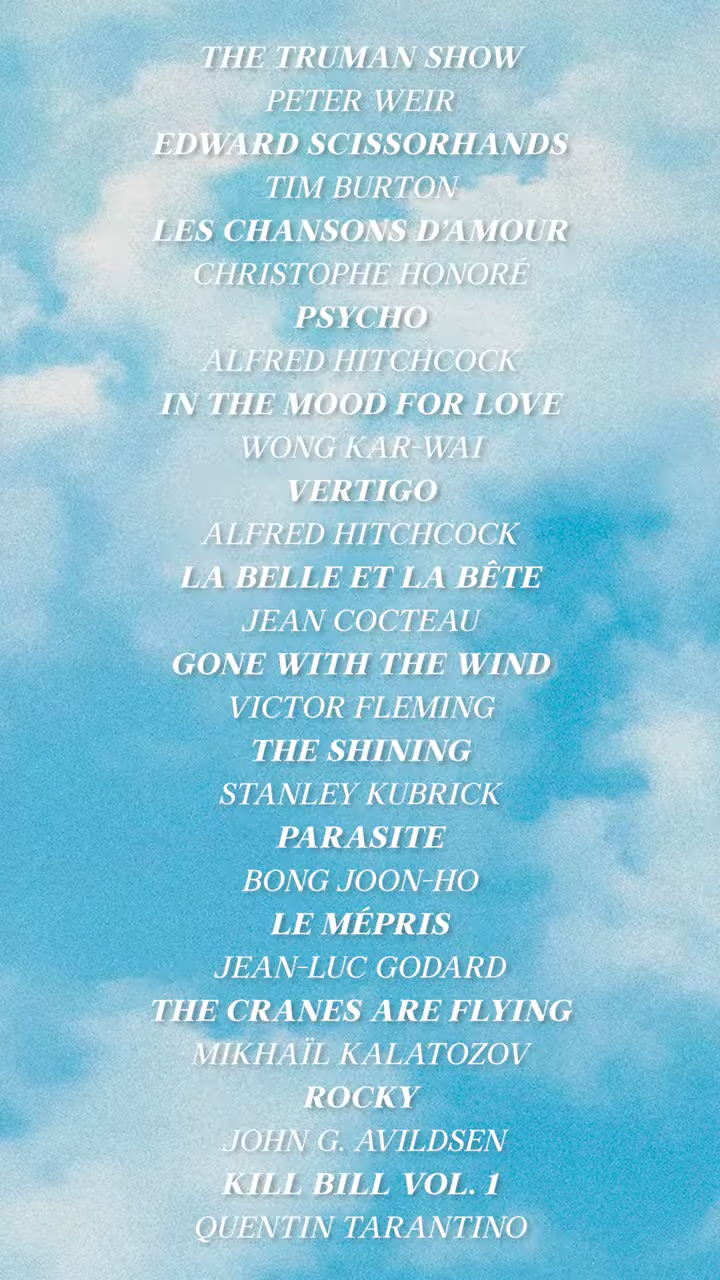 THE TRUMAN SHOW
PETER WEIR
EDWARD SCISSORHANDS
TIM BURTON
LES CHANSONS D'AMOUR
CHRISTOPHE HONORÉ
PSYCHO
ALFRED HITCHCOCK
IN THE MOOD FOR LOVE
WONG KAR-WAI
VERTIGO
ALFRED HITCHCOCK
LA BELLE ET LA BÊTE
JEAN COCTEAU
GONE WITH THE WIND
VICTOR FLEMING
THE SHINING
STANLEY KUBRICK
PARASITE
BONG JOON-HO
LE MÉPRIS
JEAN-LUC GODARD
THE CRANES ARE FLYING
MIKHAÏL KALATOZOV
ROCKY
JOHN G. AVILDSEN
KILL BILL VOL. 1
QUENTIN TARANTINO